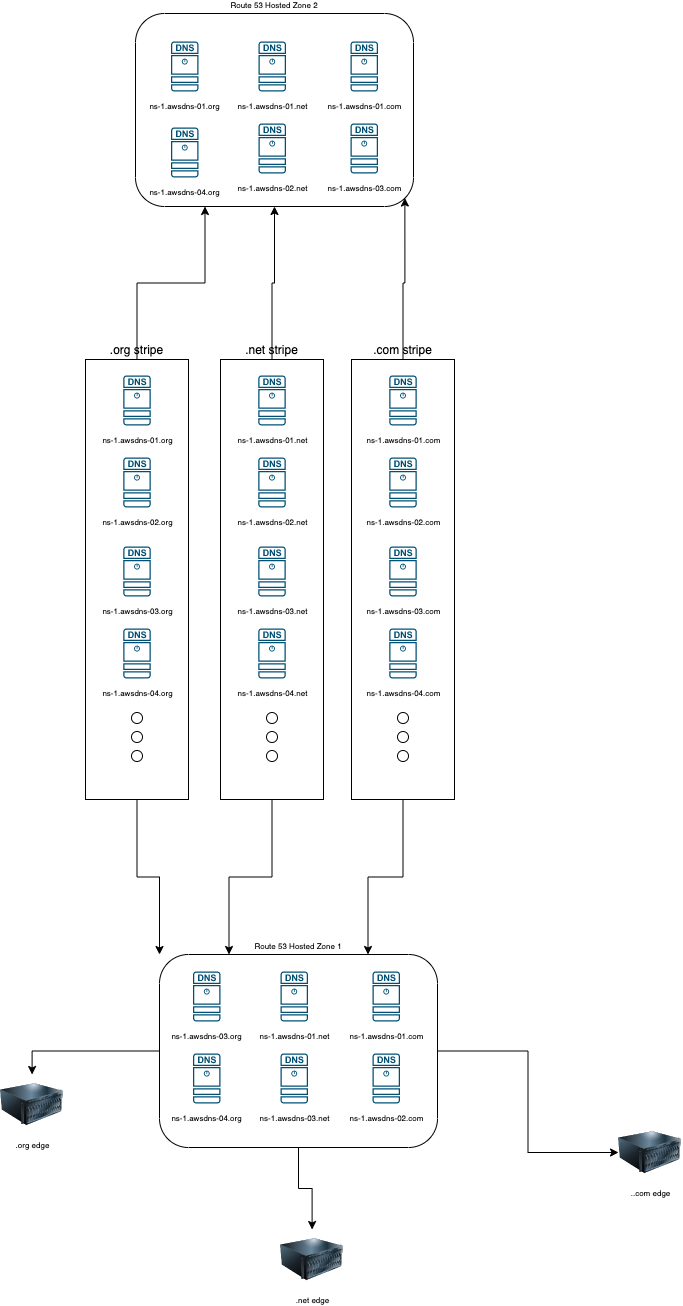 Route 53 Hosted Zone 2
DNS DNS DNS
ns-1.awsdns-01.org ns-1.awsdns-01.net ns-1.awsdns-01.com
DNS DNS DNS
ns-1.awsdns-04.org ns-1.awsdns-02.net ns-1.awsdns-03.com
.org stripe .net stripe .com stripe
DNS DNS DNS
ns-1.awsdns-01.org ns-1.awsdns-01.net ns-1.awsdns-01.com
DNS DNS DNS
ns-1.awsdns-02.org ns-1.awsdns-02.net ns-1.awsdns-02.com
DNS DNS DNS
ns-1.awsdns-03.org ns-1.awsdns-03.net ns-1.awsdns-03.com
DNS DNS DNS
ns-1.awsdns-04.org ns-1.awsdns-04.net ns-1.awsdns-04.com
Route 53 Hosted Zone 1
DNS DNS DNS
ns-1.awsdns-03.org ns-1.awsdns-01.net ns-1.awsdns-01.com
DNS DNS DNS
ns-1.awsdns-04.org ns-1.awsdns-03.net ns-1.awsdns-02.com
.org edge
..com edge
.net edge